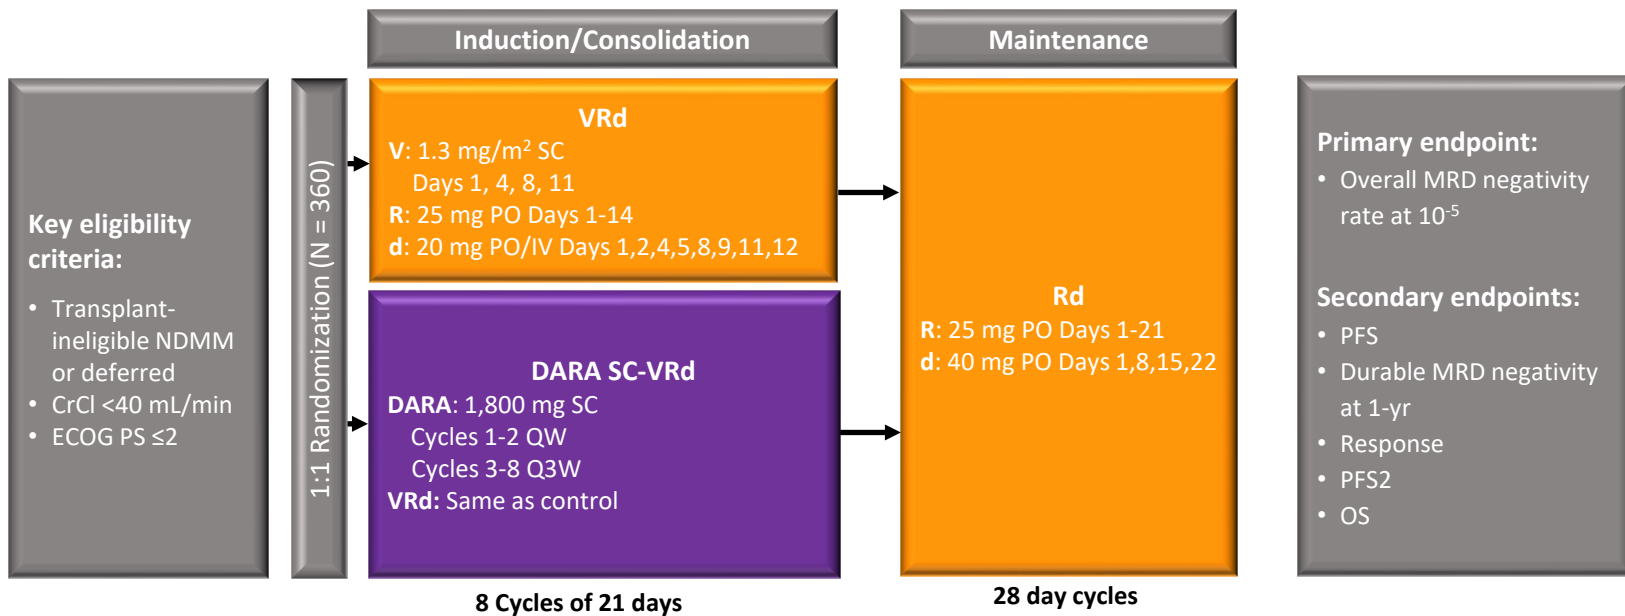 Induction/Consolidation
Maintenance
Key eligibility
criteria:
• Transplant-
ineligible NDMM
or deferred
• CrCl <40 mL/min
• ECOG PS ≤2
1:1 Randomization (N = 360)
VRd
V: 1.3 mg/m² SC
Days 1, 4, 8, 11
R: 25 mg PO Days 1-14
d: 20 mg PO/IV Days 1,2,4,5,8,9,11,12
DARA SC-VRd
DARA: 1,800 mg SC
Cycles 1-2 QW
Cycles 3-8 Q3W
VRd: Same as control
8 Cycles of 21 days
Rd
R: 25 mg PO Days 1-21
d: 40 mg PO Days 1,8,15,22
28 day cycles
Primary endpoint:
• Overall MRD negativity
rate at 10⁻⁵
Secondary endpoints:
• PFS
• Durable MRD negativity
at 1-yr
• Response
• PFS2
• OS